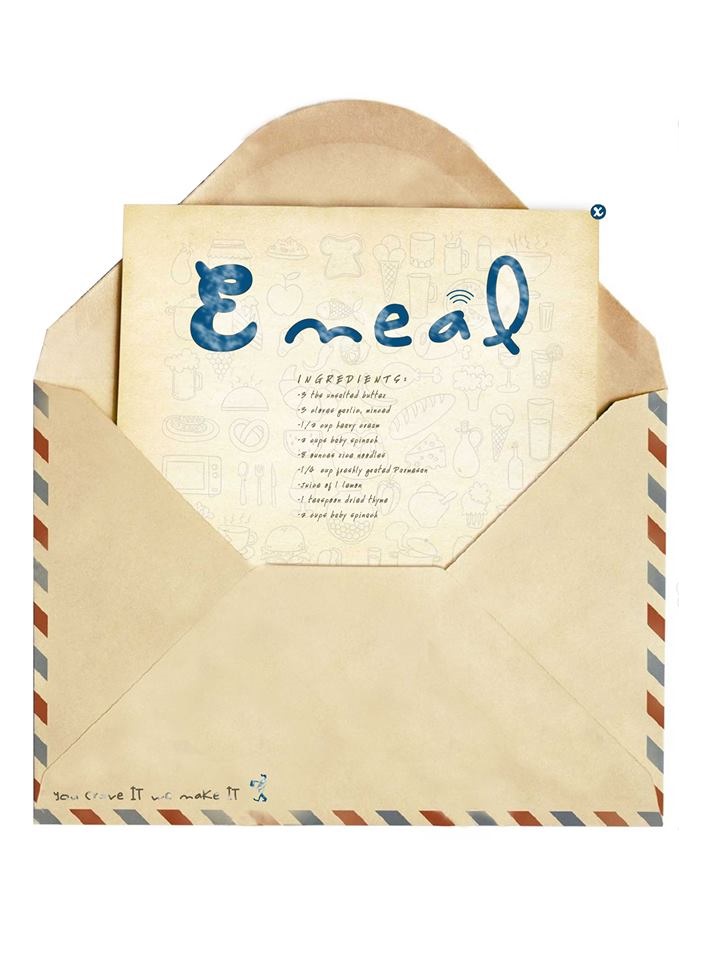 x
E meal
INGREDIENTS:
-3 tbs unsalted butter
-3 cloves garlic, minced
-1/2 cup heavy cream
-2 cups baby spinach
-8 ounces rice noodles
-1/4 cup freshly grated Parmesan
-Juice of 1 lemon
-1 teaspoon dried thyme
-2 cups baby spinach
You Crave IT we make IT